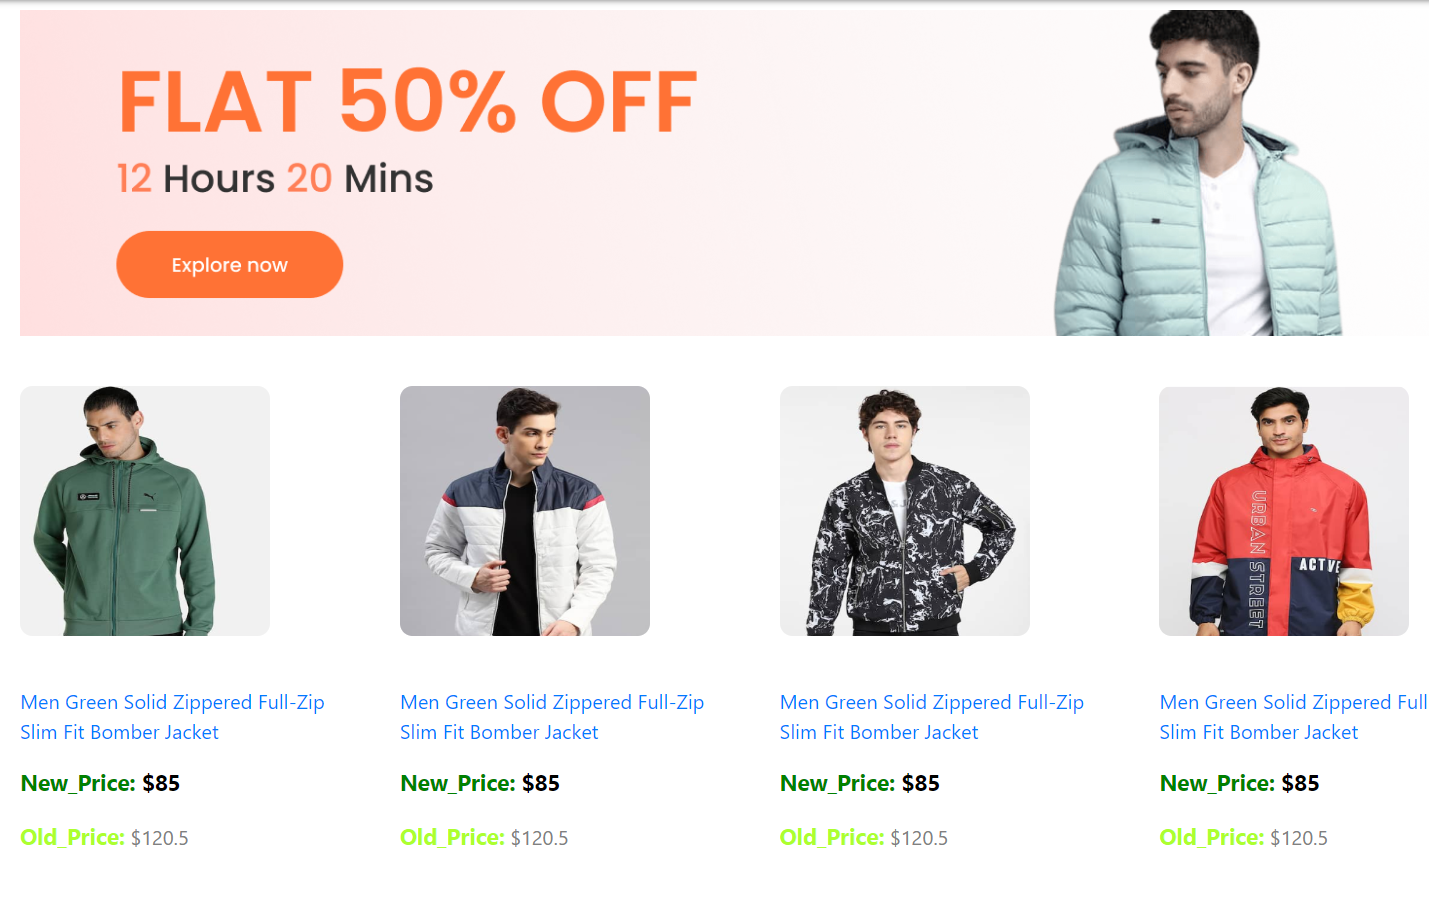 FLAT 50% OFF
12 Hours 20 Mins
Explore now
URBAN STREET
ACTIVE
Men Green Solid Zippered Full-Zip
Slim Fit Bomber Jacket
New_Price: $85
Old_Price: $120.5
Men Green Solid Zippered Full-Zip
Slim Fit Bomber Jacket
New_Price: $85
Old_Price: $120.5
Men Green Solid Zippered Full-Zip
Slim Fit Bomber Jacket
New_Price: $85
Old_Price: $120.5
Men Green Solid Zippered Full
Slim Fit Bomber Jacket
New_Price: $85
Old_Price: $120.5